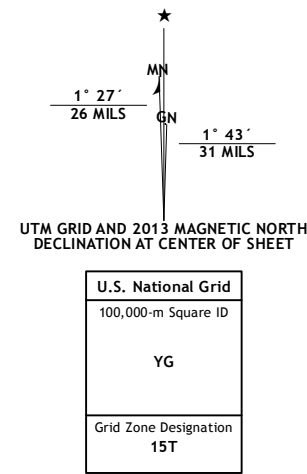 ★
MN
1° 27´
26 MILS
GN
1° 43´
31 MILS
UTM GRID AND 2013 MAGNETIC NORTH
DECLINATION AT CENTER OF SHEET
U.S. National Grid
100,000-m Square ID
YG
Grid Zone Designation
15T